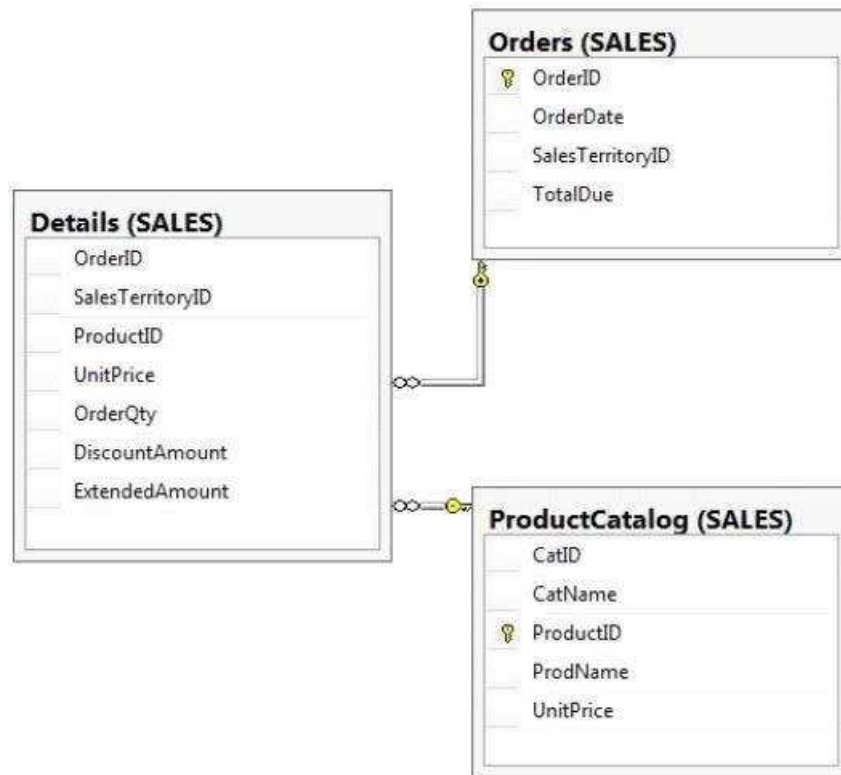 Orders (SALES)
OrderID
OrderDate
SalesTerritoryID
TotalDue
Details (SALES)
OrderID
SalesTerritoryID
ProductID
UnitPrice
OrderQty
DiscountAmount
ExtendedAmount
ProductCatalog (SALES)
CatID
CatName
ProductID
ProdName
UnitPrice